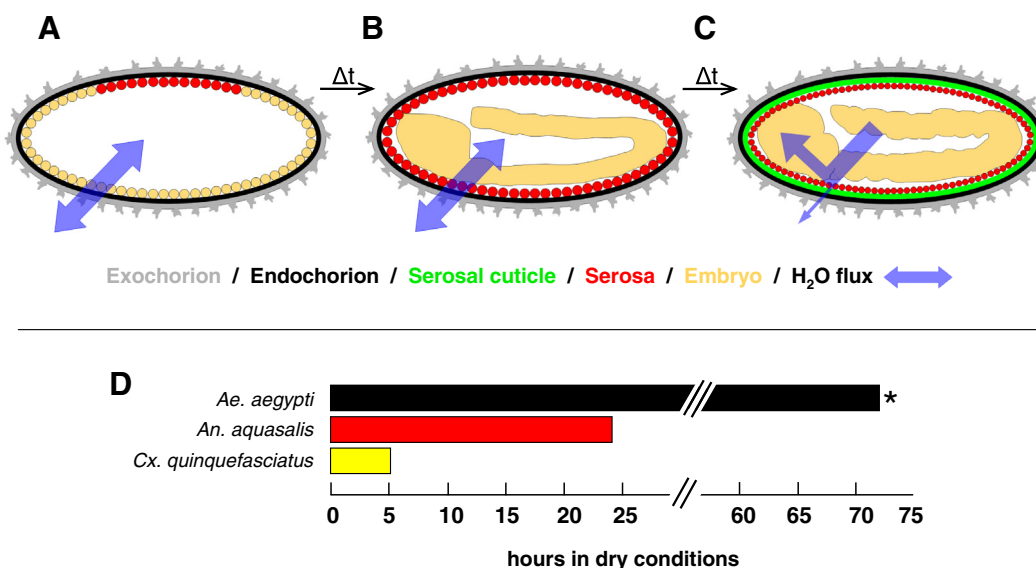 A B C
Δt Δt
Exochorion / Endochorion / Serosal cuticle / Serosa / Embryo / H₂O flux
D
Ae. aegypti *
An. aquasalis
Cx. quinquefasciatus
0 5 10 15 20 25 60 65 70 75
hours in dry conditions